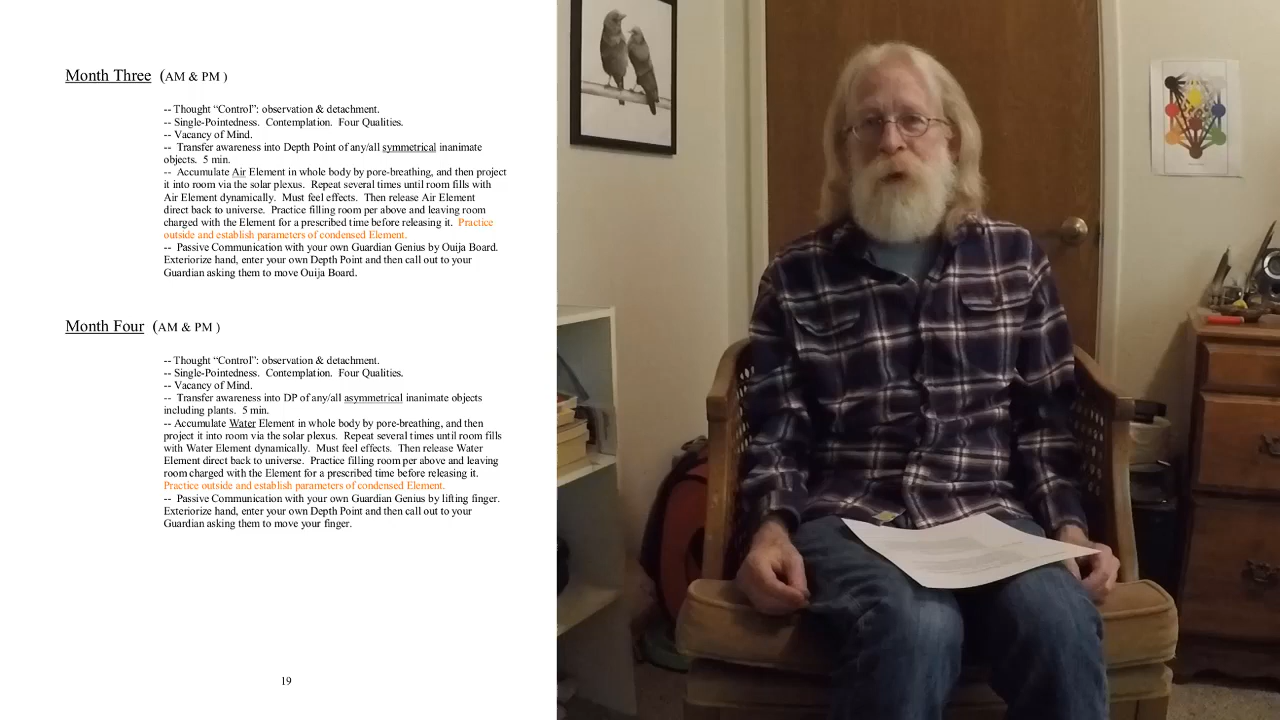 Month Three (AM & PM )
-- Thought “Control”: observation & detachment.
-- Single-Pointedness. Contemplation. Four Qualities.
-- Vacancy of Mind.
-- Transfer awareness into Depth Point of any/all symmetrical inanimate
objects. 5 min.
-- Accumulate Air Element in whole body by pore-breathing, and then project
it into room via the solar plexus. Repeat several times until room fills with
Air Element dynamically. Must feel effects. Then release Air Element
direct back to universe. Practice filling room per above and leaving room
charged with the Element for a prescribed time before releasing it. Practice
outside and establish parameters of condensed Element.
-- Passive Communication with your own Guardian Genius by Ouija Board.
Exteriorize hand, enter your own Depth Point and then call out to your
Guardian asking them to move Ouija Board.
Month Four (AM & PM )
-- Thought “Control”: observation & detachment.
-- Single-Pointedness. Contemplation. Four Qualities.
-- Vacancy of Mind.
-- Transfer awareness into DP of any/all asymmetrical inanimate objects
including plants. 5 min.
-- Accumulate Water Element in whole body by pore-breathing, and then
project it into room via the solar plexus. Repeat several times until room fills
with Water Element dynamically. Must feel effects. Then release Water
Element direct back to universe. Practice filling room per above and leaving
room charged with the Element for a prescribed time before releasing it.
Practice outside and establish parameters of condensed Element.
-- Passive Communication with your own Guardian Genius by lifting finger.
Exteriorize hand, enter your own Depth Point and then call out to your
Guardian asking them to move your finger.
19